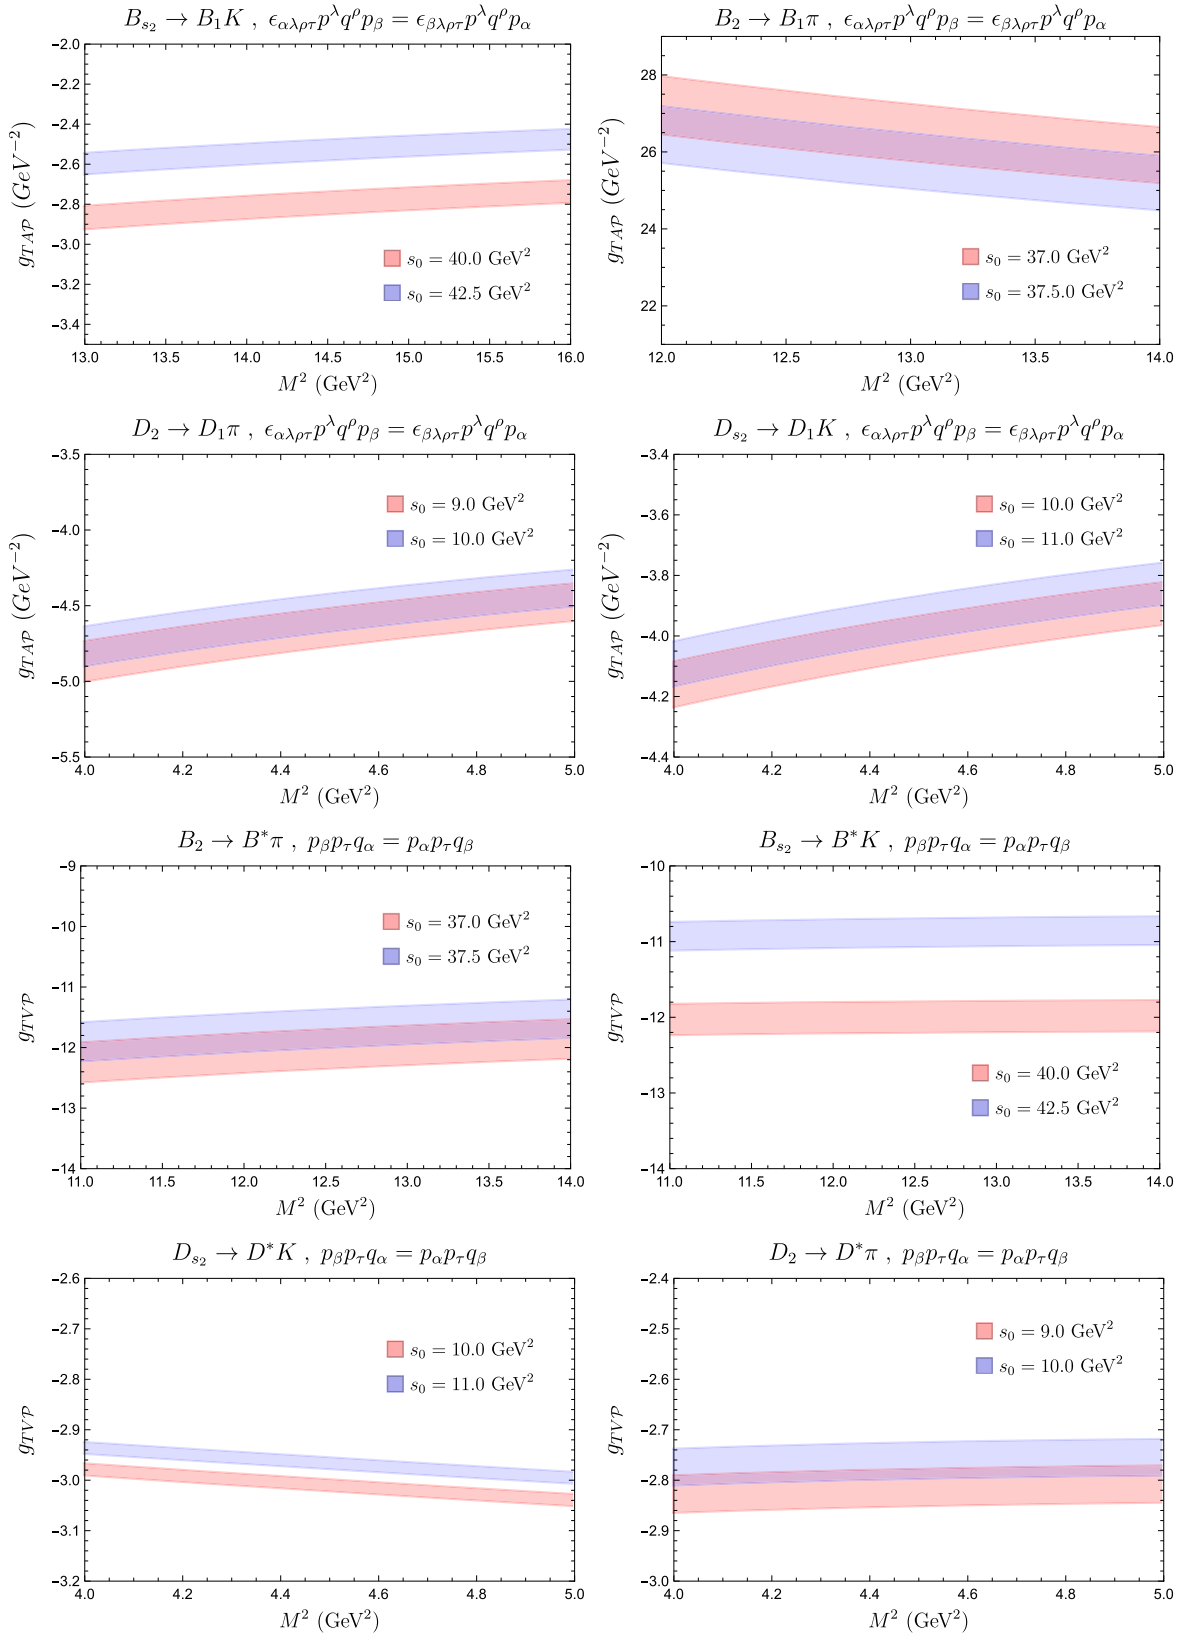 B_{s_2} → B_1K , ϵ_{αλρτ}p^λq^ρp_β = ϵ_{βλρτ}p^λq^ρp_α
−2.0
−2.2
−2.4
−2.6
−2.8
−3.0
−3.2
−3.4
g_{TAP} (GeV^{−2})
s_0 = 40.0 GeV^2
s_0 = 42.5 GeV^2
13.0 13.5 14.0 14.5 15.0 15.5 16.0
M^2 (GeV^2)
B_2 → B_1π , ϵ_{αλρτ}p^λq^ρp_β = ϵ_{βλρτ}p^λq^ρp_α
28
26
24
22
g_{TAP} (GeV^{−2})
s_0 = 37.0 GeV^2
s_0 = 37.5.0 GeV^2
12.0 12.5 13.0 13.5 14.0
M^2 (GeV^2)
D_2 → D_1π , ϵ_{αλρτ}p^λq^ρp_β = ϵ_{βλρτ}p^λq^ρp_α
−3.5
−4.0
−4.5
−5.0
−5.5
g_{TAP} (GeV^{−2})
s_0 = 9.0 GeV^2
s_0 = 10.0 GeV^2
4.0 4.2 4.4 4.6 4.8 5.0
M^2 (GeV^2)
D_{s_2} → D_1K , ϵ_{αλρτ}p^λq^ρp_β = ϵ_{βλρτ}p^λq^ρp_α
−3.4
−3.6
−3.8
−4.0
−4.2
−4.4
g_{TAP} (GeV^{−2})
s_0 = 10.0 GeV^2
s_0 = 11.0 GeV^2
4.0 4.2 4.4 4.6 4.8 5.0
M^2 (GeV^2)
B_2 → B^*π , p_βp_τq_α = p_αp_τq_β
−9
−10
−11
−12
−13
−14
g_{TVP}
s_0 = 37.0 GeV^2
s_0 = 37.5 GeV^2
11.0 11.5 12.0 12.5 13.0 13.5 14.0
M^2 (GeV^2)
B_{s_2} → B^*K , p_βp_τq_α = p_αp_τq_β
−10
−11
−12
−13
−14
g_{TVP}
s_0 = 40.0 GeV^2
s_0 = 42.5 GeV^2
11.0 11.5 12.0 12.5 13.0 13.5 14.0
M^2 (GeV^2)
D_{s_2} → D^*K , p_βp_τq_α = p_αp_τq_β
−2.6
−2.7
−2.8
−2.9
−3.0
−3.1
−3.2
g_{TVP}
s_0 = 10.0 GeV^2
s_0 = 11.0 GeV^2
4.0 4.2 4.4 4.6 4.8 5.0
M^2 (GeV^2)
D_2 → D^*π , p_βp_τq_α = p_αp_τq_β
−2.4
−2.5
−2.6
−2.7
−2.8
−2.9
−3.0
g_{TVP}
s_0 = 9.0 GeV^2
s_0 = 10.0 GeV^2
4.0 4.2 4.4 4.6 4.8 5.0
M^2 (GeV^2)